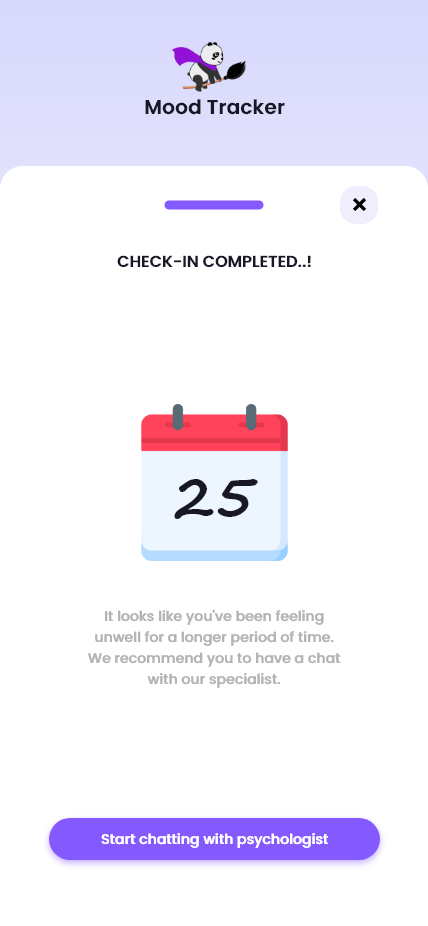 Mood Tracker
CHECK-IN COMPLETED..!
25
It looks like you've been feeling
unwell for a longer period of time.
We recommend you to have a chat
with our specialist.
Start chatting with psychologist